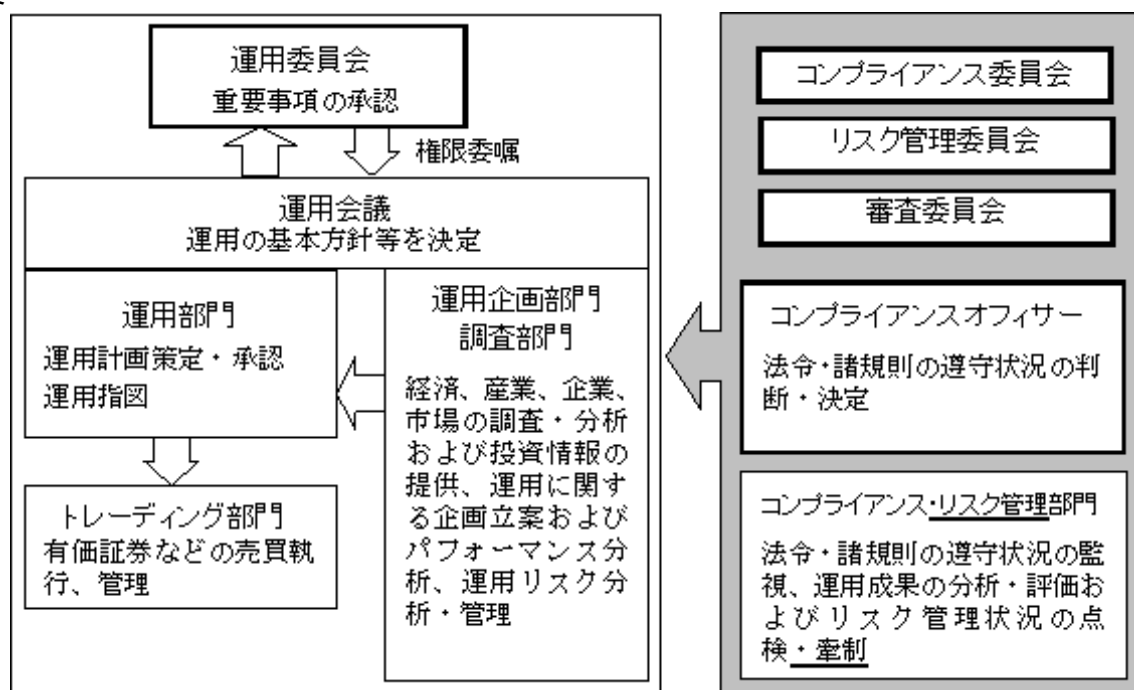 運用委員会
重要事項の承認
権限委嘱
運用会議
運用の基本方針等を決定
運用部門
運用計画策定・承認
運用指図
運用企画部門
調査部門
経済、産業、企業、
市場の調査・分析
および投資情報の
提供、運用に関す
る企画立案および
パフォーマンス分
析、運用リスク分
析・管理
トレーディング部門
有価証券などの売買執
行、管理
コンプライアンス委員会
リスク管理委員会
審査委員会
コンプライアンスオフィサー
法令・諸規則の遵守状況の判
断・決定
コンプライアンス・リスク管理部門
法令・諸規則の遵守状況の監
視、運用成果の分析・評価お
よびリスク管理状況の点
検・牽制